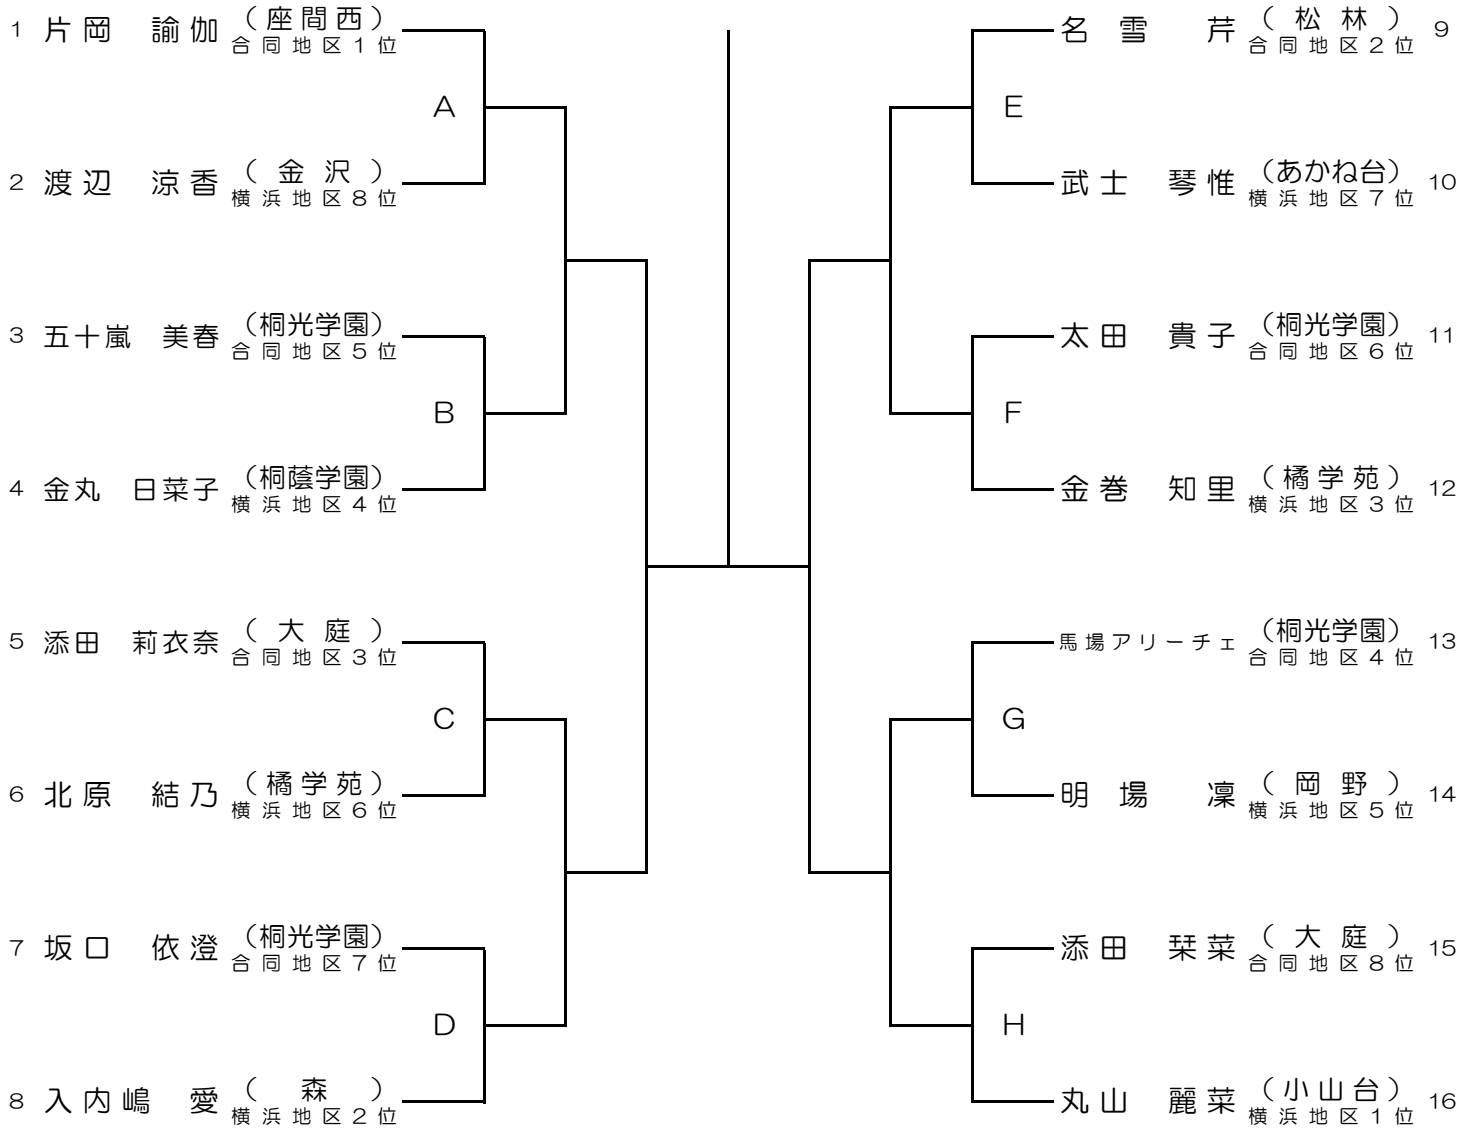 1 片岡 諭伽 (座間西)
合同地区1位
A
2 渡辺 涼香 (金沢)
横浜地区8位
3 五十嵐 美春 (桐光学園)
合同地区5位
B
4 金丸 日菜子 (桐蔭学園)
横浜地区4位
5 添田 莉衣奈 (大庭)
合同地区3位
C
6 北原 結乃 (橘学苑)
横浜地区6位
7 坂口 依澄 (桐光学園)
合同地区7位
D
8 入内嶋 愛 (森)
横浜地区2位
名雪 芹 (松林) 9
合同地区2位
E
武士 琴惟 (あかね台) 10
横浜地区7位
太田 貴子 (桐光学園) 11
合同地区6位
F
金巻 知里 (橘学苑) 12
横浜地区3位
馬場アリーチェ (桐光学園) 13
合同地区4位
G
明場 凜 (岡野) 14
横浜地区5位
添田 栞菜 (大庭) 15
合同地区8位
H
丸山 麗菜 (小山台) 16
横浜地区1位